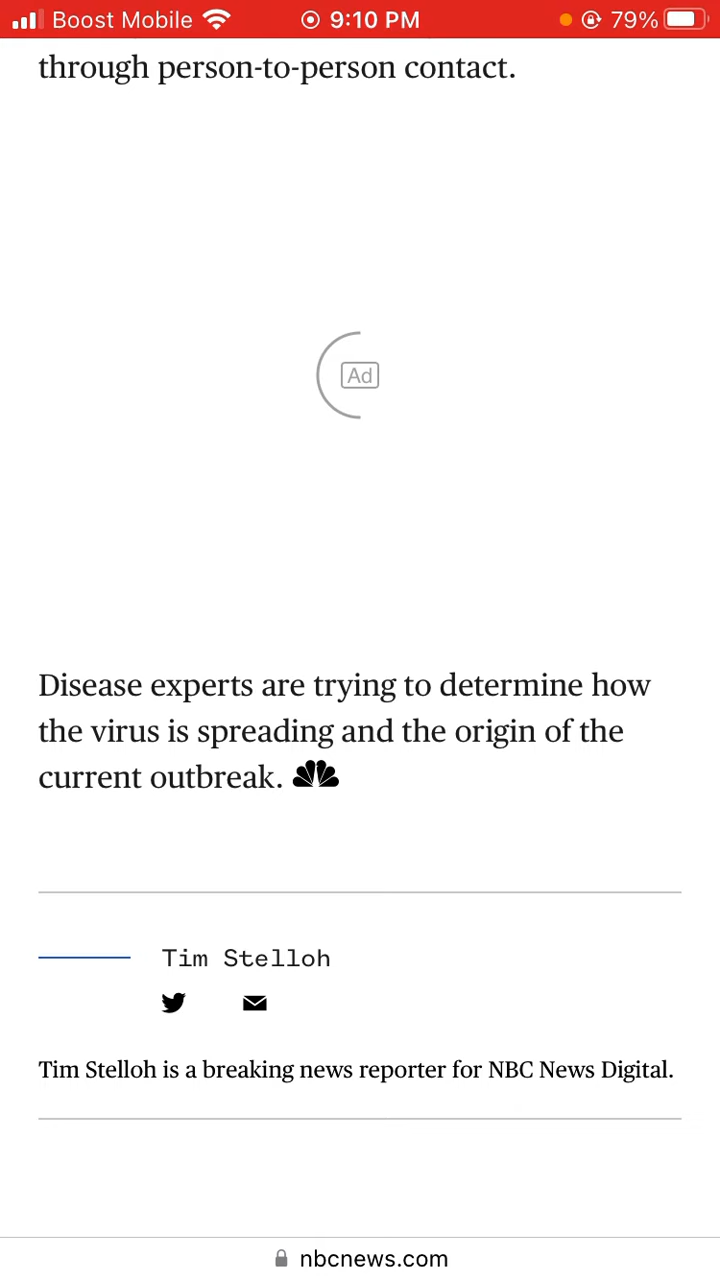 Boost Mobile 9:10 PM 79%
through person-to-person contact.
Ad
Disease experts are trying to determine how
the virus is spreading and the origin of the
current outbreak.
Tim Stelloh
Tim Stelloh is a breaking news reporter for NBC News Digital.
nbcnews.com